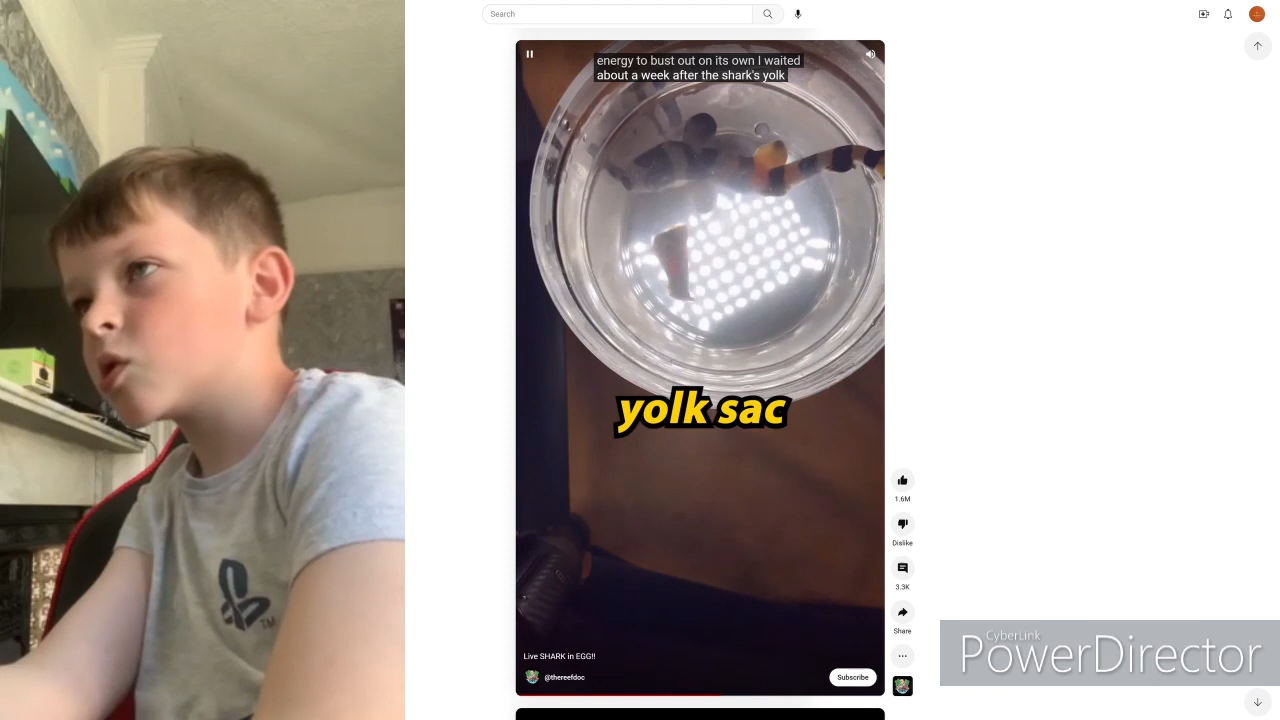 Search
energy to bust out on its own I waited
about a week after the shark's yolk
yolk sac
1.6M
Dislike
3.3K
Share
Live SHARK in EGG!!
@thereefdoc
Subscribe
TM
CyberLink
PowerDirector